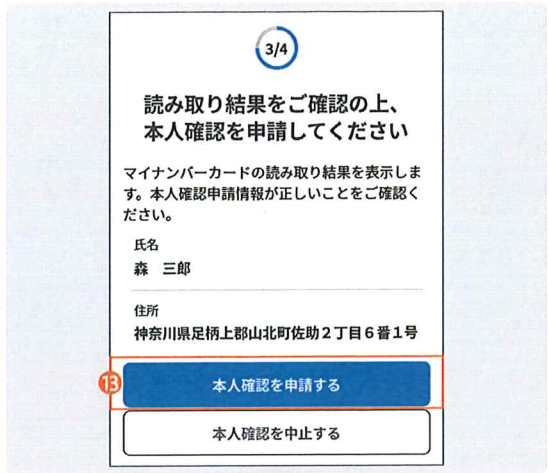 3/4
読み取り結果をご確認の上、
本人確認を申請してください
マイナンバーカードの読み取り結果を表示しま
す。本人確認申請情報が正しいことをご確認く
ださい。
氏名
森　三郎
住所
神奈川県足柄上郡山北町佐助２丁目６番１号
⓭
本人確認を申請する
本人確認を中止する